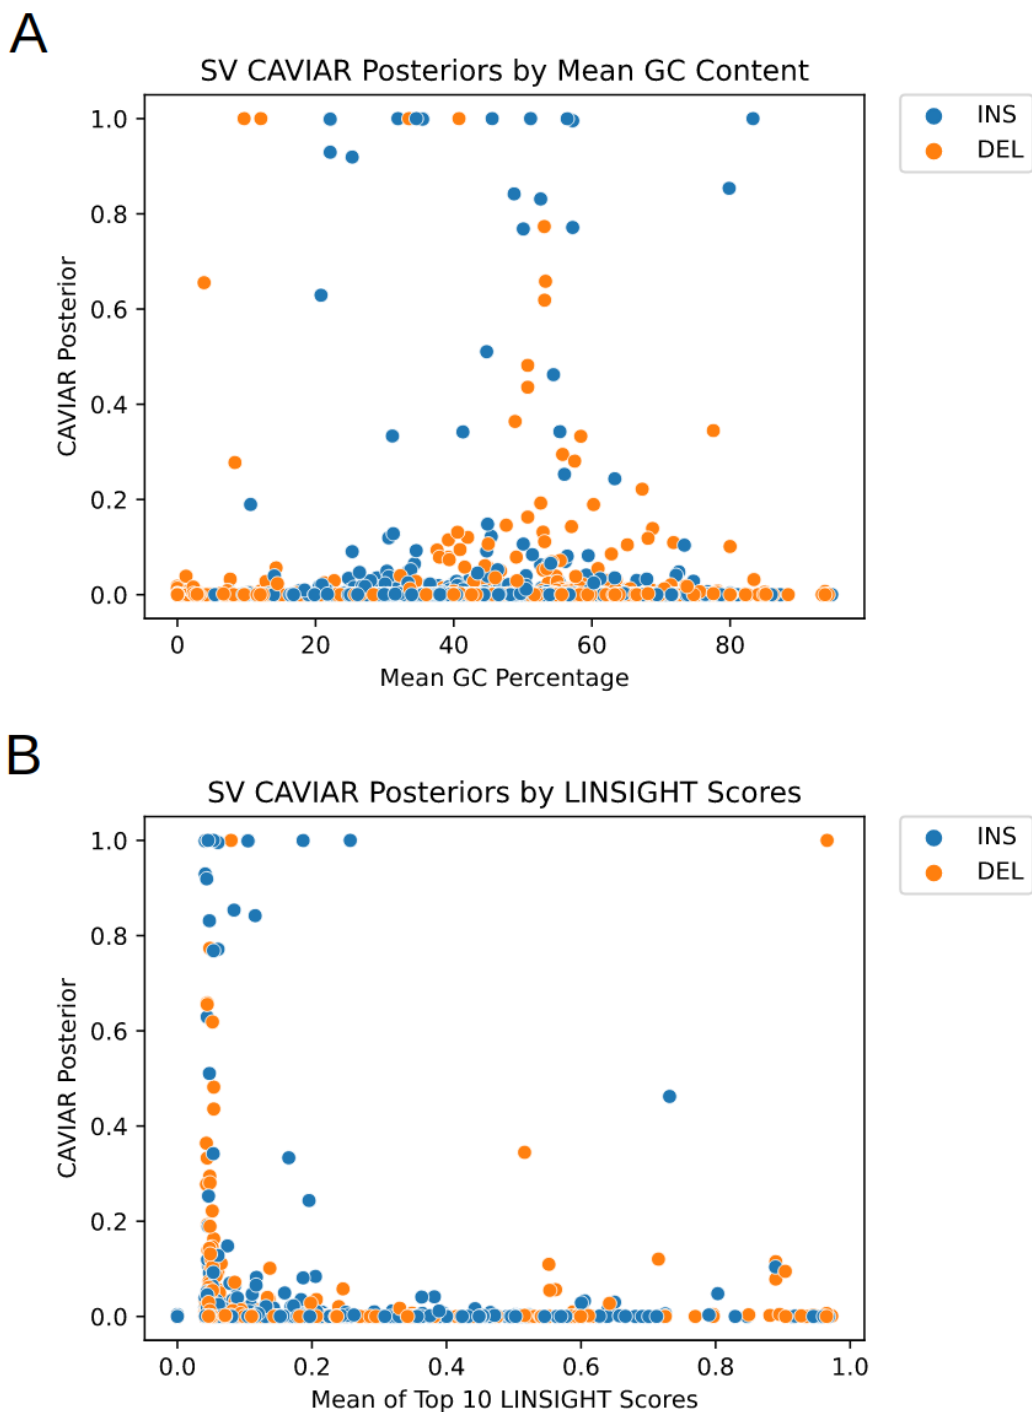 A
SV CAVIAR Posteriors by Mean GC Content
INS
DEL
1.0
0.8
0.6
0.4
0.2
0.0
CAVIAR Posterior
0
20
40
60
80
Mean GC Percentage
B
SV CAVIAR Posteriors by LINSIGHT Scores
INS
DEL
1.0
0.8
0.6
0.4
0.2
0.0
CAVIAR Posterior
0.0
0.2
0.4
0.6
0.8
1.0
Mean of Top 10 LINSIGHT Scores